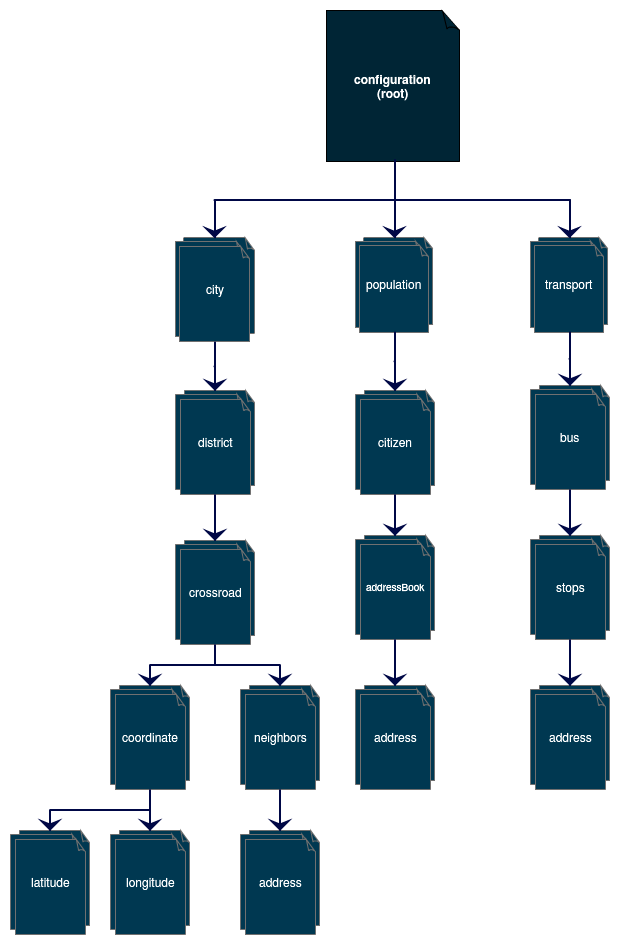 configuration
(root)
city
population
transport
district
citizen
bus
crossroad
addressBook
stops
coordinate
neighbors
address
address
latitude
longitude
address